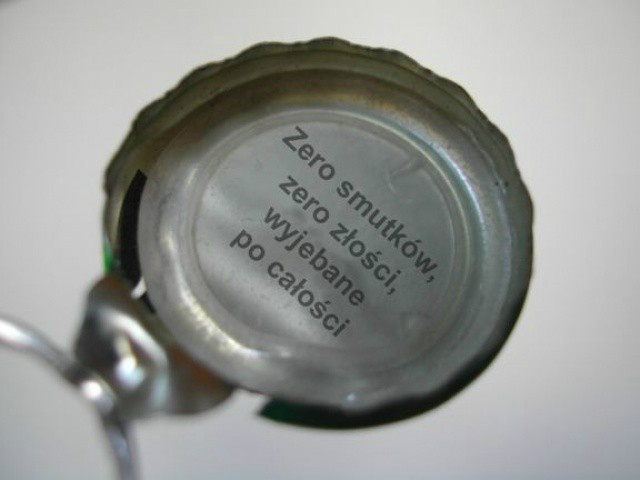 Zero smutków,
zero złości,
wyjebane
po całości